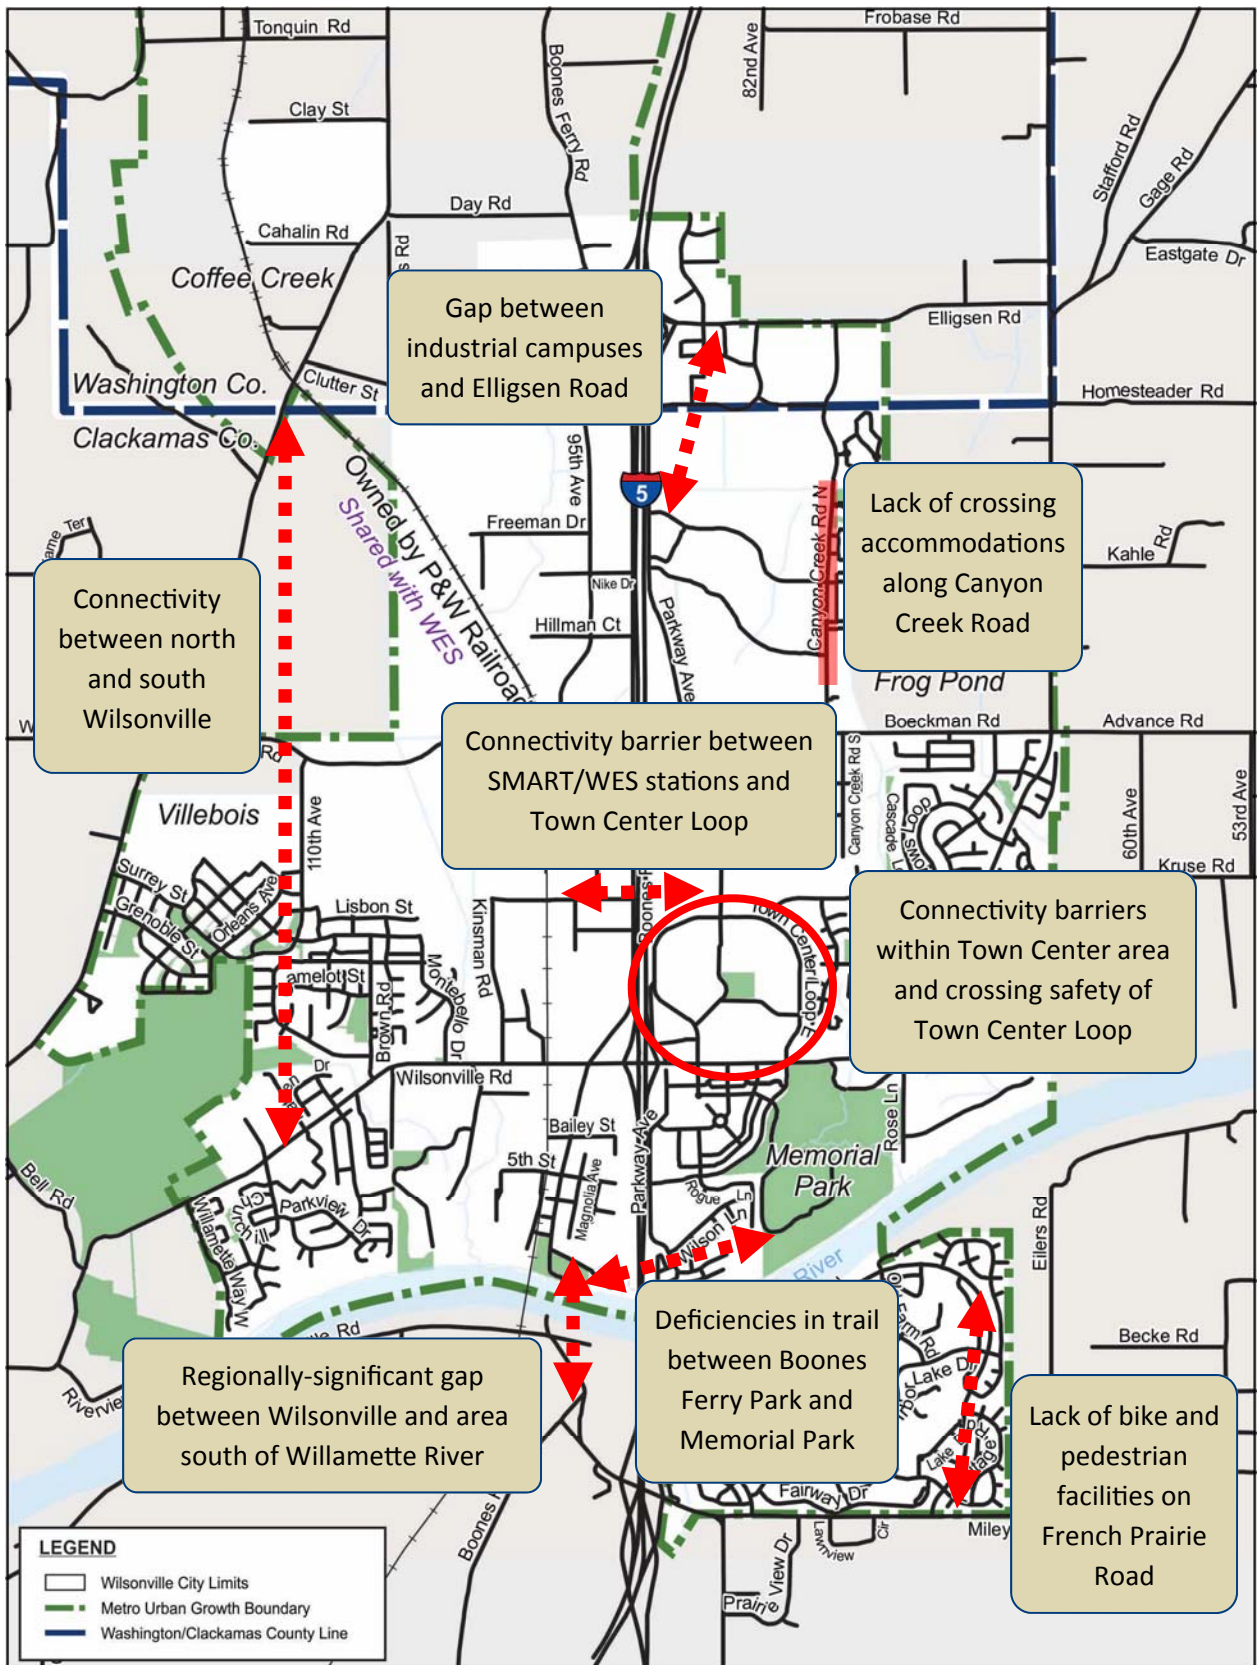 Tonquin Rd
Frobase Rd
Boones Ferry Rd
82nd Ave
Clay St
Stafford Rd
Gage Rd
Day Rd
Cahalin Rd
Eastgate Dr
Coffee Creek
Elligsen Rd
Gap between
industrial campuses
and Elligsen Road
Washington Co.
Clutter St
Homesteader Rd
Clackamas Co.
95th Ave
Owned by P&W Railroad
Shared with WES
5
Freeman Dr
Canyon Creek Rd N
Lack of crossing
accommodations
along Canyon
Creek Road
Kahle Rd
Nike Dr
Parkway Ave
Hillman Ct
Connectivity
between north
and south
Wilsonville
Frog Pond
Boeckman Rd
Advance Rd
Rd
Connectivity barrier between
SMART/WES stations and
Town Center Loop
Canyon Creek Rd S
60th Ave
53rd Ave
Villebois
110th Ave
Kruse Rd
Surrey St
Grenoble St
Orleans Ave
Lisbon St
Kinsman Rd
Town Center Loop E
Connectivity barriers
within Town Center area
and crossing safety of
Town Center Loop
amelot St
Brown Rd
Montebello Dr
Wilsonville Rd
Dr
Bailey St
5th St
Magnolia Ave
Parkway Ave
Rose Ln
Memorial
Park
Bell Rd
Rogue Ln
Wilson Ln
Willamette Way W
Churchill
Parkview Dr
Eilers Rd
River
Farm Rd
Lake Dr
Becke Rd
Deficiencies in trail
between Boones
Ferry Park and
Memorial Park
Regionally-significant gap
between Wilsonville and area
south of Willamette River
Lack of bike and
pedestrian
facilities on
French Prairie
Road
Fairway Dr
Miley
Lawnview
Cir
Prairie View Dr
Boones
LEGEND
Wilsonville City Limits
Metro Urban Growth Boundary
Washington/Clackamas County Line